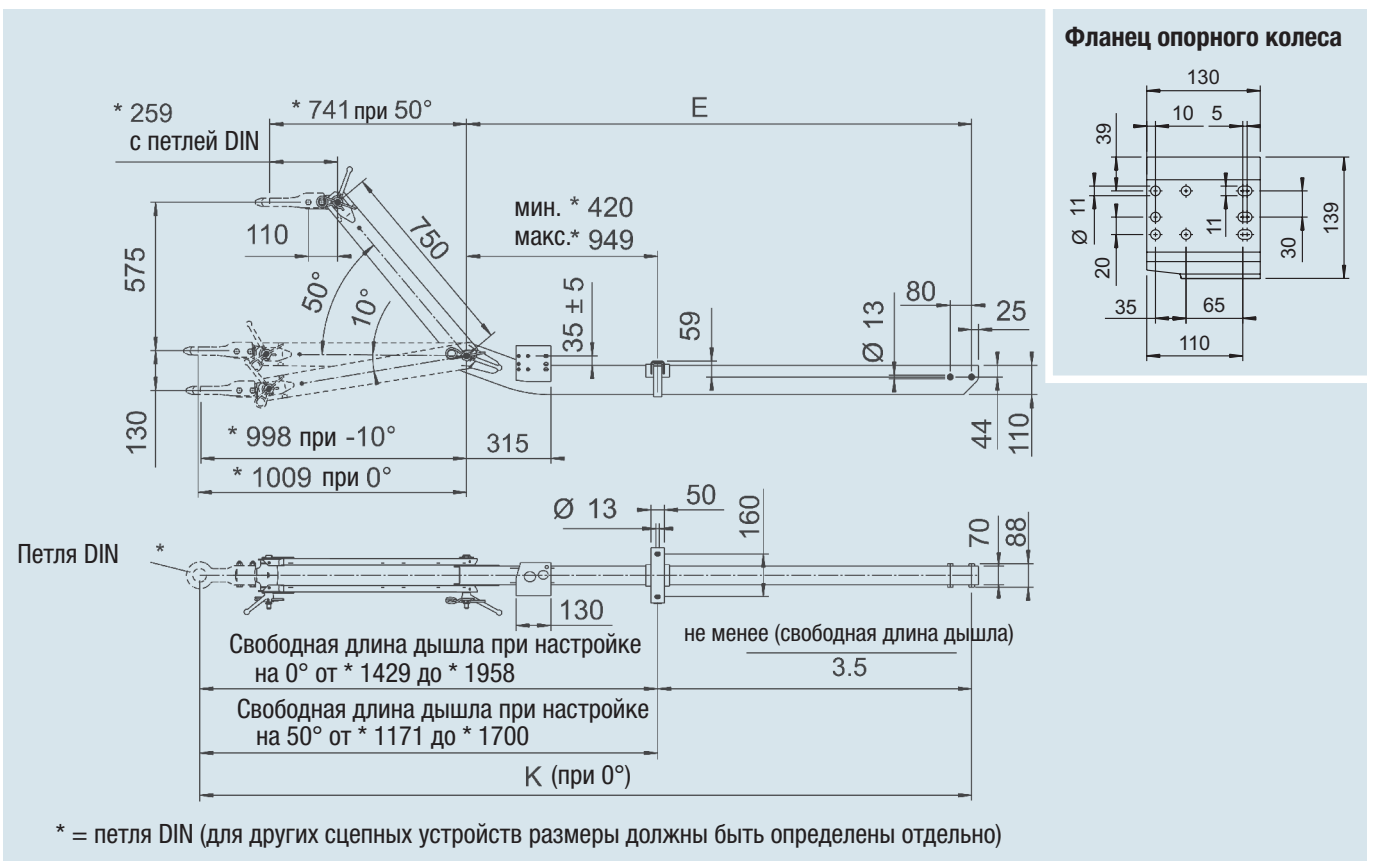 Фланец опорного колеса
130
10 5
39
Ø 11
11
20
30
139
35
65
110
* 259
с петлей DIN
* 741 при 50°
E
мин. * 420
макс.* 949
110
750
575
50°
10°
35 ± 5
59
Ø 13
80
25
130
44
110
* 998 при -10°
315
* 1009 при 0°
Ø 13
50
160
70
88
Петля DIN *
130
Свободная длина дышла при настройке
на 0° от * 1429 до * 1958
не менее (свободная длина дышла)
3.5
Свободная длина дышла при настройке
на 50° от * 1171 до * 1700
K (при 0°)
* = петля DIN (для других сцепных устройств размеры должны быть определены отдельно)